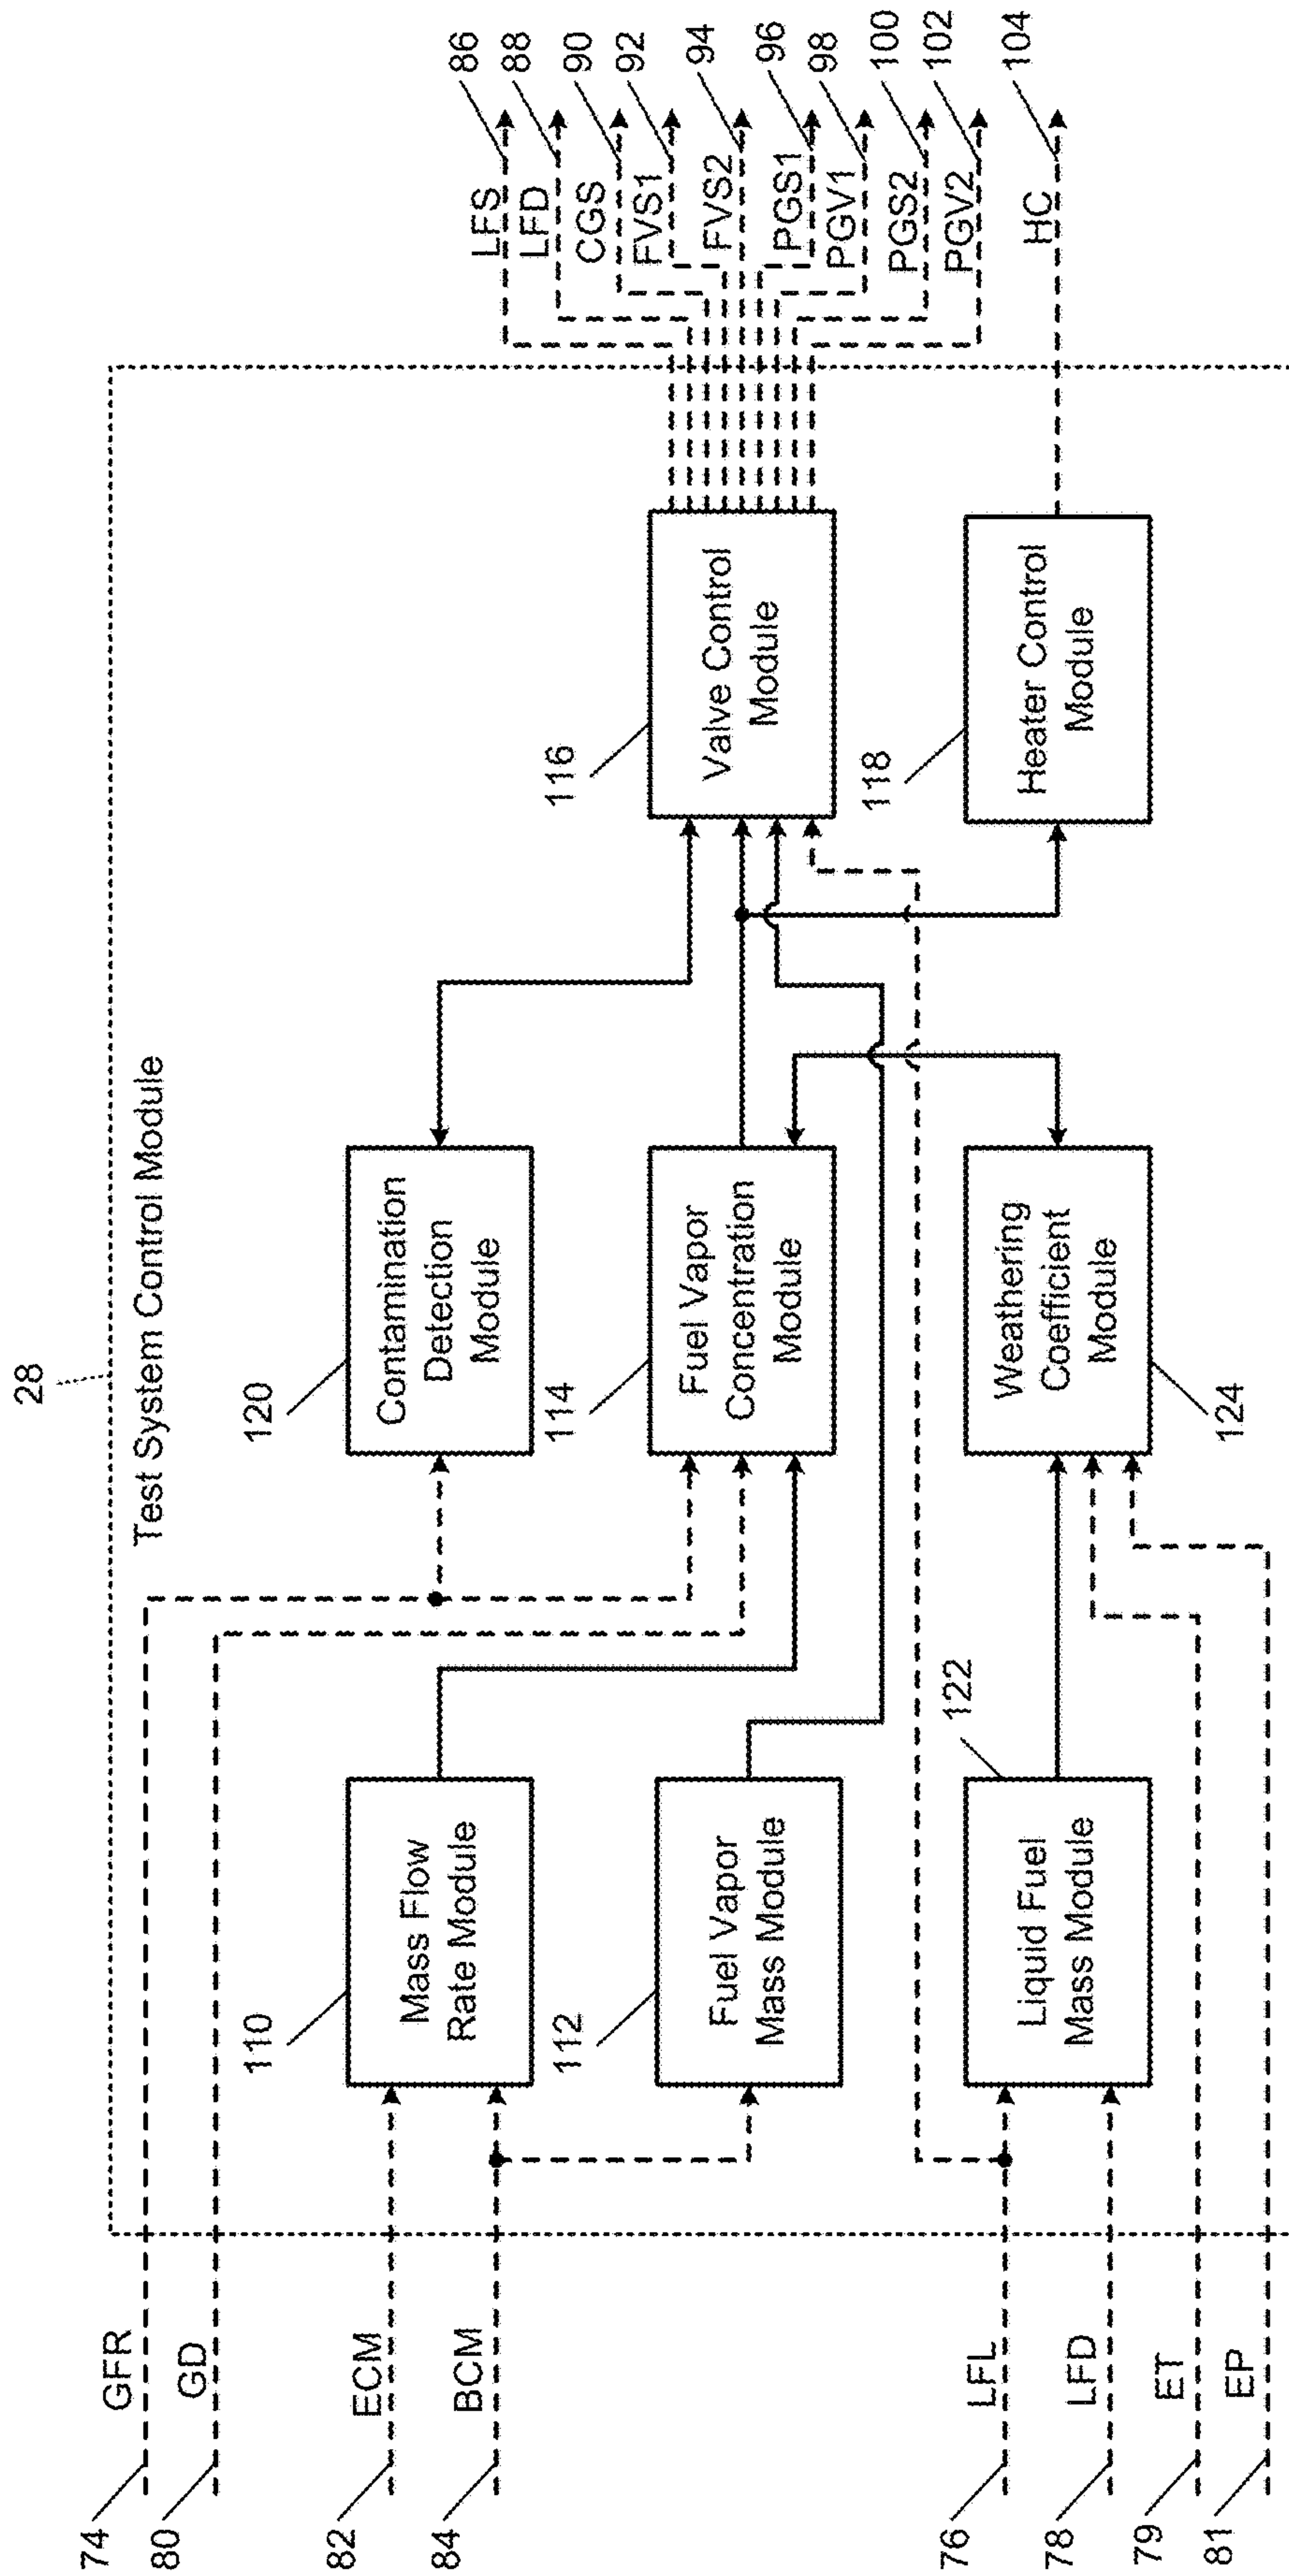 28
Test System Control Module
74
GFR
80
GD
82
ECM
84
BCM
76
LFL
78
LFD
79
ET
81
EP
110
Mass Flow
Rate Module
112
Fuel Vapor
Mass Module
122
Liquid Fuel
Mass Module
120
Contamination
Detection
Module
114
Fuel Vapor
Concentration
Module
124
Weathering
Coefficient
Module
116
Valve Control
Module
118
Heater Control
Module
LFS
86
LFD
88
CGS
90
FVS1
92
FVS2
94
PGS1
96
PGV1
98
PGS2
100
PGV2
102
HC
104